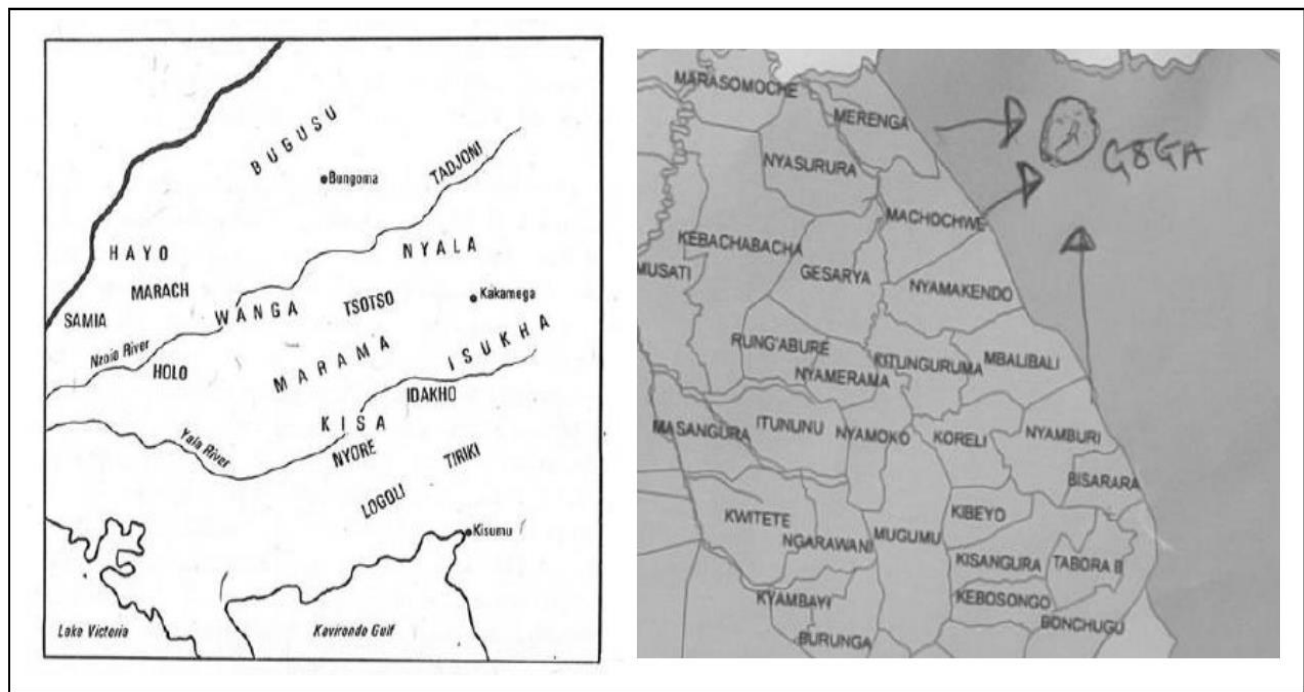 BUGUSU
Bungoma
TADJONI
HAYO
NYALA
MARACH
WANGA
TSOTSO
Kakamega
SAMIA
Nzoia River
HOLO
MARAMA
ISUKHA
IDAKHO
KISA
Yala River
NYORE
TIRIKI
LOGOLI
Kisumu
Lake Victoria
Kavirondo Gulf
MARASOMOCHE
MERENGA
GOGA
NYASURURA
MACHOCHWE
KEBACHABACHA
MUSATI
GESARYA
NYAMAKENDO
RUNG'ABURE
KITUNGURUMA
MBALIBALI
NYAMERAMA
MASANGURA
ITUNUNU
NYAMOKO
KORELI
NYAMBURI
BISARARA
KWITETE
KIBEYO
NGARAWANI
MUGUMU
KISANGURA
TABORA B
KYAMBAYI
KEBOSONGO
BONCHUGU
BURUNGA